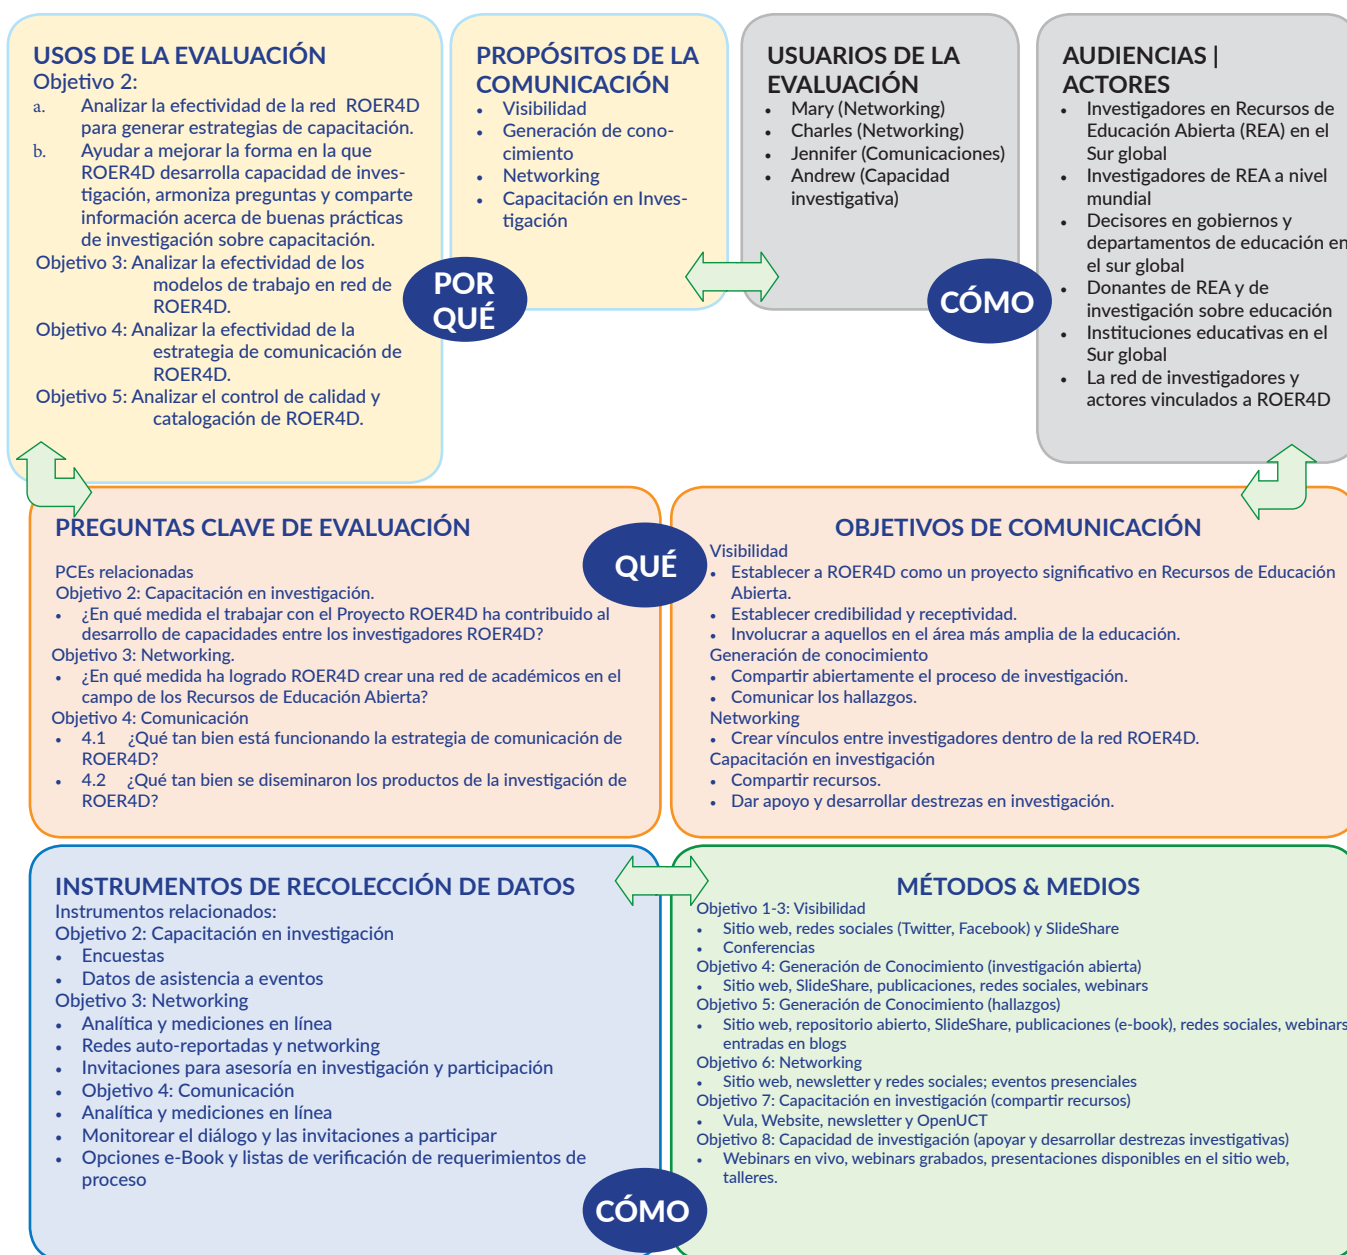 USOS DE LA EVALUACIÓN
Objetivo 2:
a. Analizar la efectividad de la red ROER4D
para generar estrategias de capacitación.
b. Ayudar a mejorar la forma en la que
ROER4D desarrolla capacidad de inves-
tigación, armoniza preguntas y comparte
información acerca de buenas prácticas
de investigación sobre capacitación.
Objetivo 3: Analizar la efectividad de los
modelos de trabajo en red de
ROER4D.
Objetivo 4: Analizar la efectividad de la
estrategia de comunicación de
ROER4D.
Objetivo 5: Analizar el control de calidad y
catalogación de ROER4D.
POR
QUÉ
PROPÓSITOS DE LA
COMUNICACIÓN
• Visibilidad
• Generación de cono-
cimiento
• Networking
• Capacitación en Inves-
tigación
USUARIOS DE LA
EVALUACIÓN
• Mary (Networking)
• Charles (Networking)
• Jennifer (Comunicaciones)
• Andrew (Capacidad
investigativa)
CÓMO
AUDIENCIAS |
ACTORES
• Investigadores en Recursos de
Educación Abierta (REA) en el
Sur global
• Investigadores de REA a nivel
mundial
• Decisores en gobiernos y
departamentos de educación en
el sur global
• Donantes de REA y de
investigación sobre educación
• Instituciones educativas en el
Sur global
• La red de investigadores y
actores vinculados a ROER4D
PREGUNTAS CLAVE DE EVALUACIÓN
PCEs relacionadas
Objetivo 2: Capacitación en investigación.
• ¿En qué medida el trabajar con el Proyecto ROER4D ha contribuido al
desarrollo de capacidades entre los investigadores ROER4D?
Objetivo 3: Networking.
• ¿En qué medida ha logrado ROER4D crear una red de académicos en el
campo de los Recursos de Educación Abierta?
Objetivo 4: Comunicación
• 4.1 ¿Qué tan bien está funcionando la estrategia de comunicación de
ROER4D?
• 4.2 ¿Qué tan bien se diseminaron los productos de la investigación de
ROER4D?
QUÉ
OBJETIVOS DE COMUNICACIÓN
Visibilidad
• Establecer a ROER4D como un proyecto significativo en Recursos de Educación
Abierta.
• Establecer credibilidad y receptividad.
• Involucrar a aquellos en el área más amplia de la educación.
Generación de conocimiento
• Compartir abiertamente el proceso de investigación.
• Comunicar los hallazgos.
Networking
• Crear vínculos entre investigadores dentro de la red ROER4D.
Capacitación en investigación
• Compartir recursos.
• Dar apoyo y desarrollar destrezas en investigación.
INSTRUMENTOS DE RECOLECCIÓN DE DATOS
Instrumentos relacionados:
Objetivo 2: Capacitación en investigación
• Encuestas
• Datos de asistencia a eventos
Objetivo 3: Networking
• Analítica y mediciones en línea
• Redes auto-reportadas y networking
• Invitaciones para asesoría en investigación y participación
• Objetivo 4: Comunicación
• Analítica y mediciones en línea
• Monitorear el diálogo y las invitaciones a participar
• Opciones e-Book y listas de verificación de requerimientos de
proceso
CÓMO
MÉTODOS & MEDIOS
Objetivo 1-3: Visibilidad
• Sitio web, redes sociales (Twitter, Facebook) y SlideShare
• Conferencias
Objetivo 4: Generación de Conocimiento (investigación abierta)
• Sitio web, SlideShare, publicaciones, redes sociales, webinars
Objetivo 5: Generación de Conocimiento (hallazgos)
• Sitio web, repositorio abierto, SlideShare, publicaciones (e-book), redes sociales, webinars
entradas en blogs
Objetivo 6: Networking
• Sitio web, newsletter y redes sociales; eventos presenciales
Objetivo 7: Capacitación en investigación (compartir recursos)
• Vula, Website, newsletter y OpenUCT
Objetivo 8: Capacidad de investigación (apoyar y desarrollar destrezas investigativas)
• Webinars en vivo, webinars grabados, presentaciones disponibles en el sitio web,
talleres.